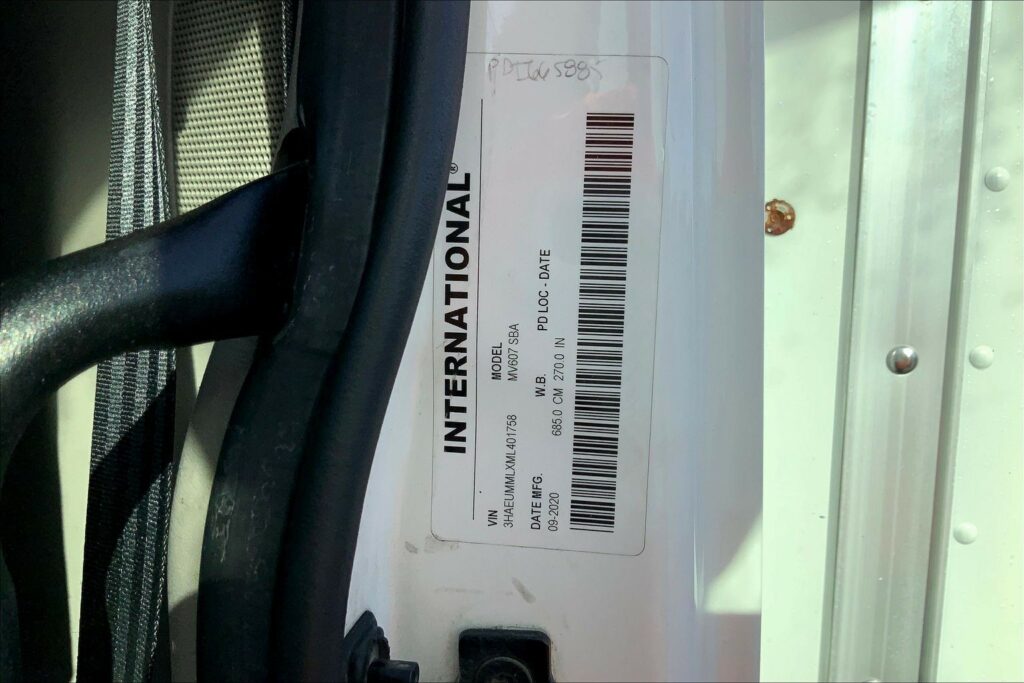 PDI665885
INTERNATIONAL®
VIN MODEL
3HAEUMMLXML401758 MV607 SBA
DATE MFG. W.B. PD LOC - DATE
09-2020 685.0 CM 270.0 IN